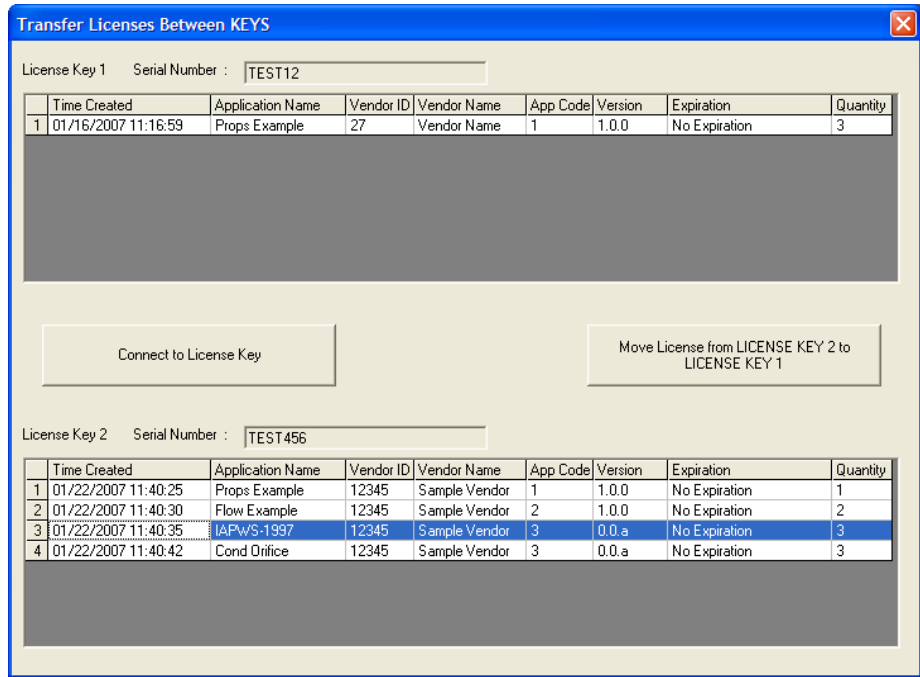 Transfer Licenses Between KEYS
License Key 1 Serial Number : TEST12
Time Created Application Name Vendor ID Vendor Name App Code Version Expiration Quantity
1 01/16/2007 11:16:59 Props Example 27 Vendor Name 1 1.0.0 No Expiration 3
Connect to License Key
Move License from LICENSE KEY 2 to
LICENSE KEY 1
License Key 2 Serial Number : TEST456
Time Created Application Name Vendor ID Vendor Name App Code Version Expiration Quantity
1 01/22/2007 11:40:25 Props Example 12345 Sample Vendor 1 1.0.0 No Expiration 1
2 01/22/2007 11:40:30 Flow Example 12345 Sample Vendor 2 1.0.0 No Expiration 2
3 01/22/2007 11:40:35 IAPWS-1997 12345 Sample Vendor 3 0.0.a No Expiration 3
4 01/22/2007 11:40:42 Cond Orifice 12345 Sample Vendor 3 0.0.a No Expiration 3